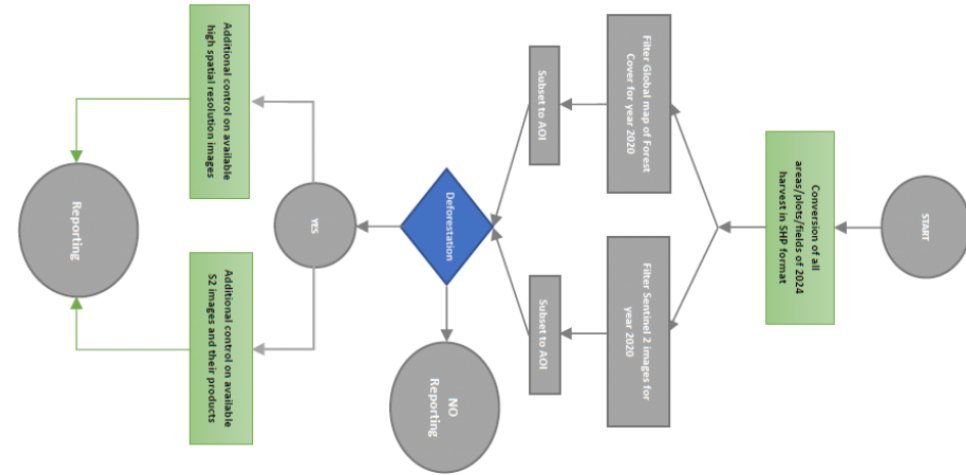 START
Conversion of all
areas/plots/fields of 2024
harvest in SHP format
Filter Global map of Forest
Cover for year 2020
Filter Sentinel 2 images for
year 2020
Subset to AOI
Subset to AOI
Deforestation
YES
NO
Reporting
Additional control on available
high spatial resolution images
Additional control on available
S2 images and their products
Reporting